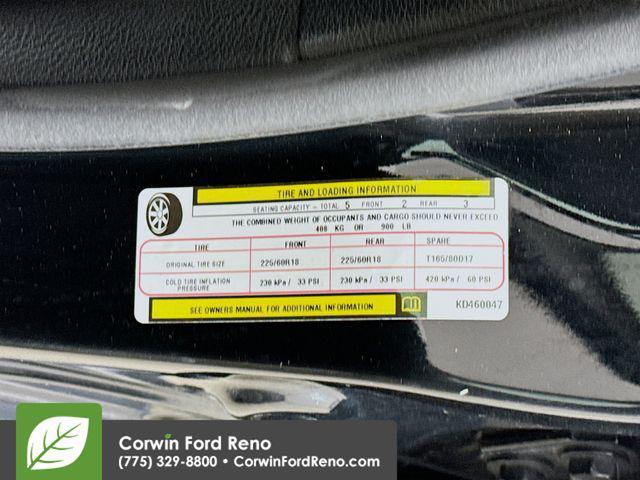 TIRE AND LOADING INFORMATION
SEATING CAPACITY – TOTAL 5 FRONT 2 REAR 3
THE COMBINED WEIGHT OF OCCUPANTS AND CARGO SHOULD NEVER EXCEED
408 KG OR 900 LB
TIRE FRONT REAR SPARE
ORIGINAL TIRE SIZE 225/60R18 225/60R18 T165/80D17
COLD TIRE INFLATION PRESSURE 230 kPa / 33 PSI 230 kPa / 33 PSI 420 kPa / 60 PSI
SEE OWNERS MANUAL FOR ADDITIONAL INFORMATION KD460047
Corwin Ford Reno
(775) 329-8800 • CorwinFordReno.com